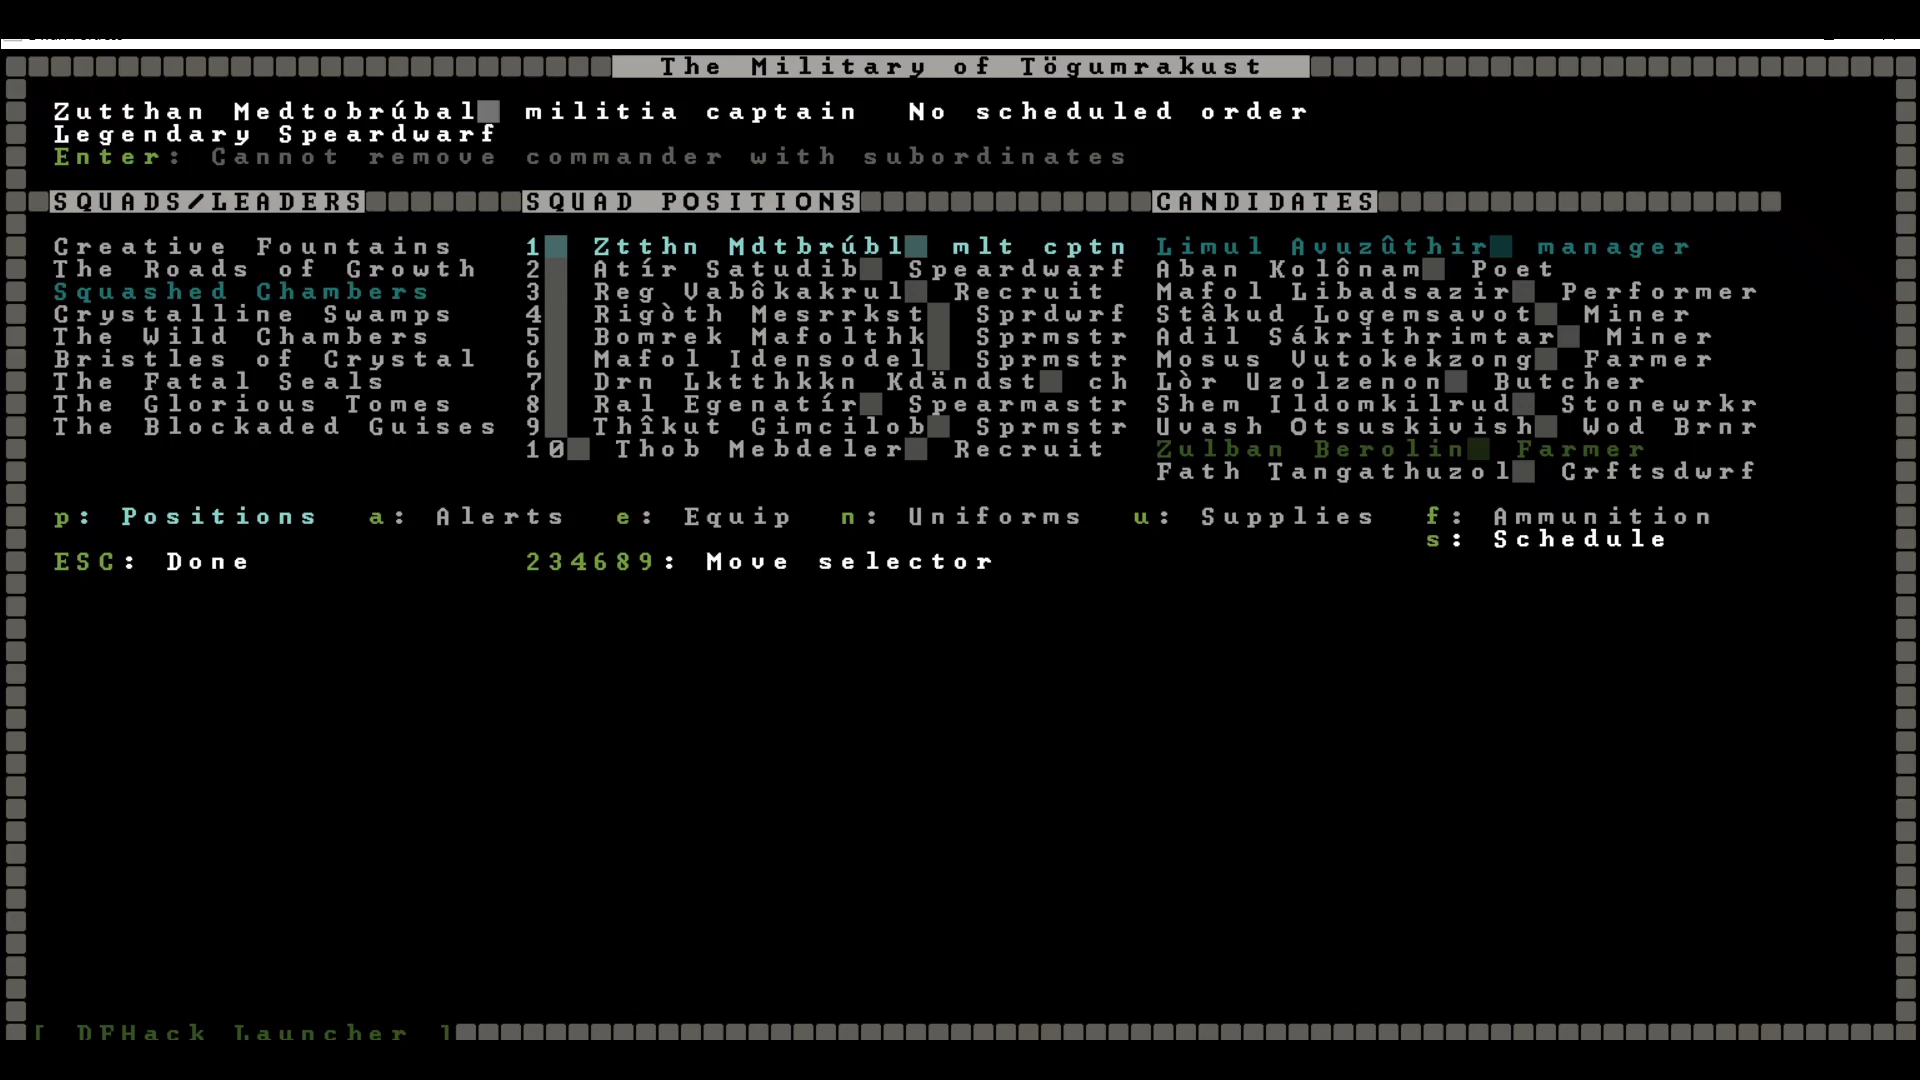 The Military of Tögumrakust
Zutthan Medtobrúbal militia captain No scheduled order
Legendary Speardwarf
Enter: Cannot remove commander with subordinates
SQUADS/LEADERS SQUAD POSITIONS CANDIDATES
Creative Fountains 1 Ztthn Mdtbrúbl mlt cptn Limul Avuzûthir manager
The Roads of Growth 2 Atír Satudib Speardwarf Aban Kolônam Poet
Squashed Chambers 3 Reg Vabôkakrul Recruit Mafol Libadsazir Performer
Crystalline Swamps 4 Rigòth Mesrrkst Sprdwrf Stâkud Logemsavot Miner
The Wild Chambers 5 Bomrek Mafolthk Sprmstr Adil Sákrithrimtar Miner
Bristles of Crystal 6 Mafol Idensodel Sprmstr Mosus Vutokekzong Farmer
The Fatal Seals 7 Drn Lktthkkn Kdändst ch Lòr Uzolzenon Butcher
The Glorious Tomes 8 Ral Egenatír Spearmastr Shem Ildomkilrud Stonewrkr
The Blockaded Guises 9 Thîkut Gimcilob Sprmstr Uvash Otsuskivish Wod Brnr
10 Thob Mebdeler Recruit Zulban Berolin Farmer
Fath Tangathuzol Crftsdwrf
p: Positions a: Alerts e: Equip n: Uniforms u: Supplies f: Ammunition
s: Schedule
ESC: Done 234689: Move selector
[ DFHack Launcher ]